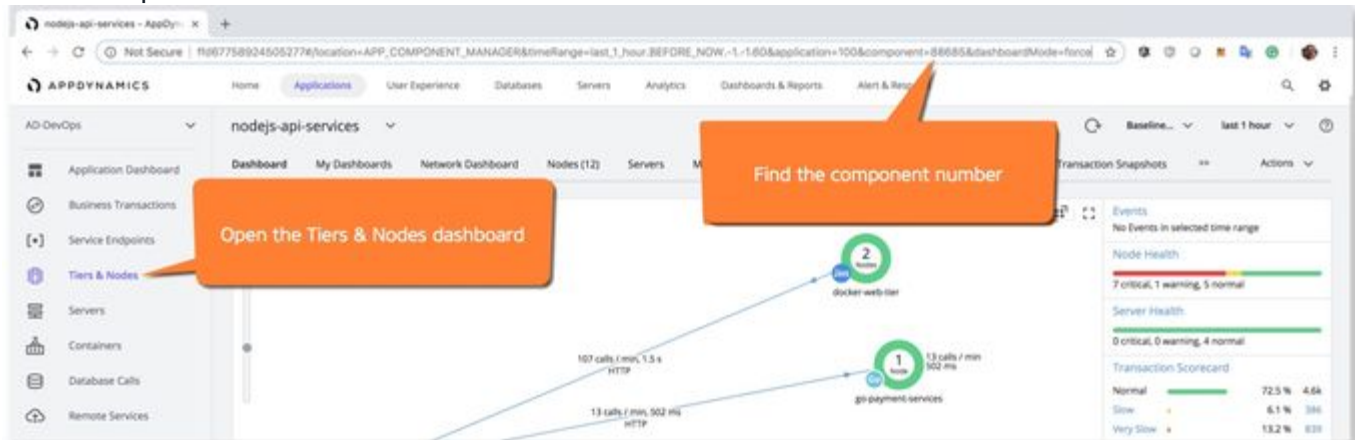 nodejs-api-services - AppDyn
Not Secure
APP_COMPONENT_MANAGER&timeRange=last_1_hour.BEFORE_NOW.-1.-1.60&application=100&component=88685&dashboardMode=force
APPDYNAMICS
Home
Applications
User Experience
Databases
Servers
Analytics
Dashboards & Reports
Alert & Resp
AD-DevOps
nodejs-api-services
Baseline...
last 1 hour
Application Dashboard
Dashboard
My Dashboards
Network Dashboard
Nodes (12)
Servers
M
Transaction Snapshots
Actions
Find the component number
Business Transactions
Service Endpoints
Tiers & Nodes
Servers
Containers
Database Calls
Remote Services
Open the Tiers & Nodes dashboard
2
Nodes
docker-web-tier
107 calls / min, 1.5 s
HTTP
1
Node
13 calls / min
502 ms
go-payment-services
13 calls / min, 502 ms
HTTP
Events
No Events in selected time range
Node Health
7 critical, 1 warning, 5 normal
Server Health
0 critical, 0 warning, 4 normal
Transaction Scorecard
Normal 72.5 % 4.6k
Slow 6.1 % 386
Very Slow 13.2 % 839